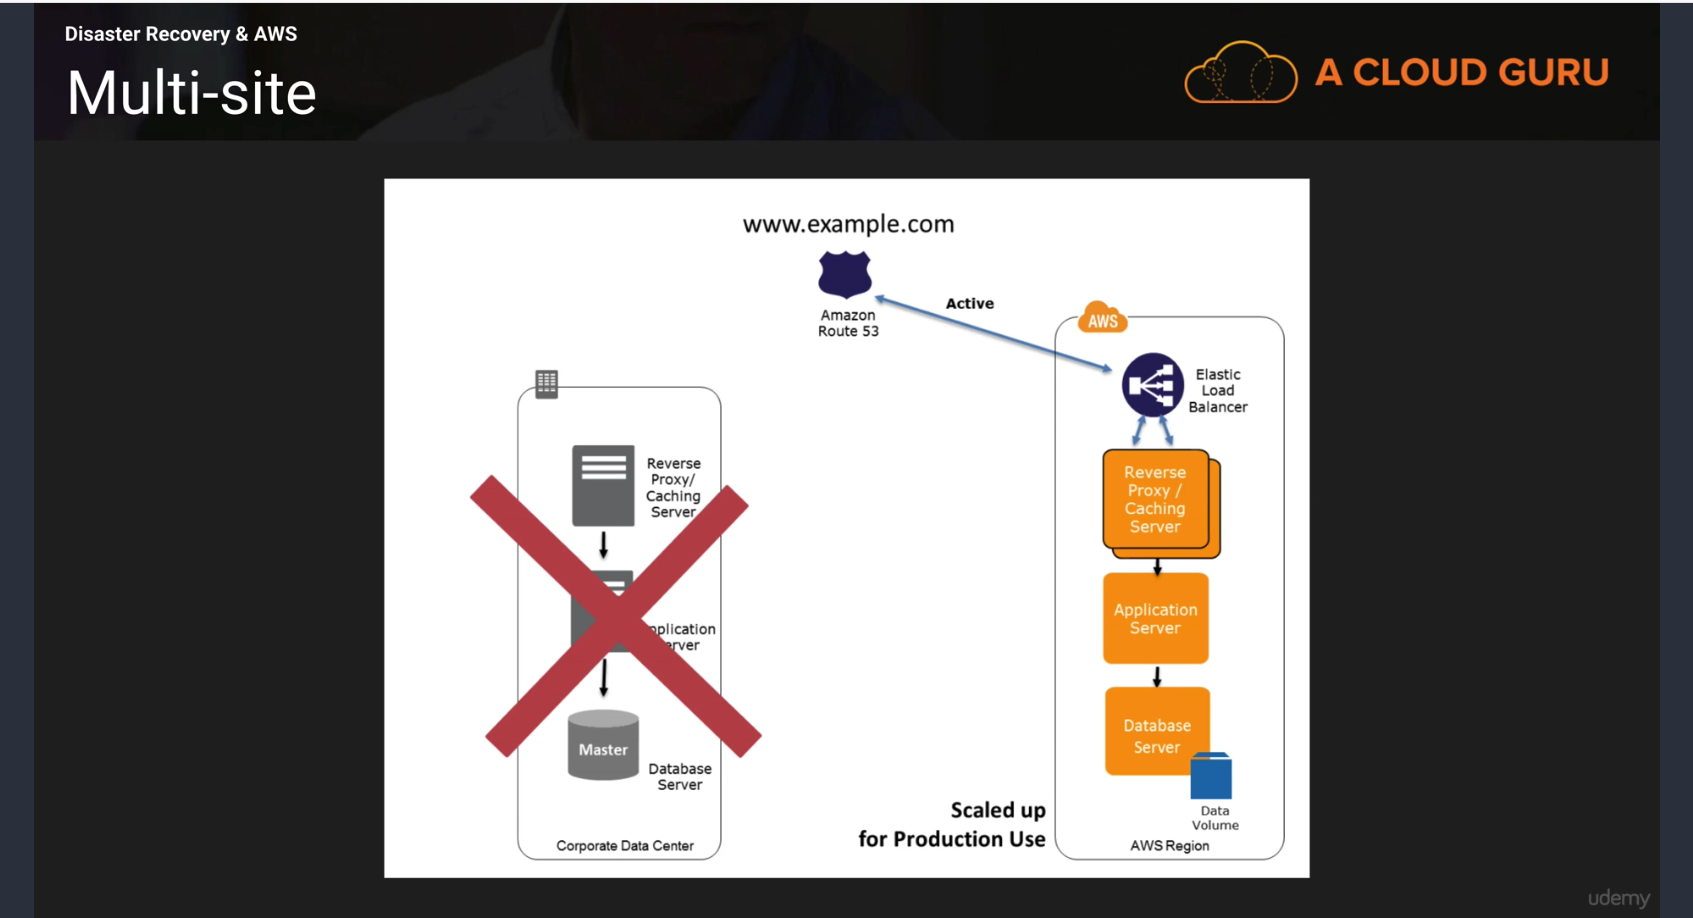 Disaster Recovery & AWS
Multi-site
A CLOUD GURU
www.example.com
Amazon
Route 53
Active
AWS
Elastic
Load
Balancer
Reverse
Proxy/
Caching
Server
Reverse
Proxy /
Caching
Server
pplication
erver
Application
Server
Master
Database
Server
Database
Server
Data
Volume
Scaled up
for Production Use
Corporate Data Center
AWS Region
udemy